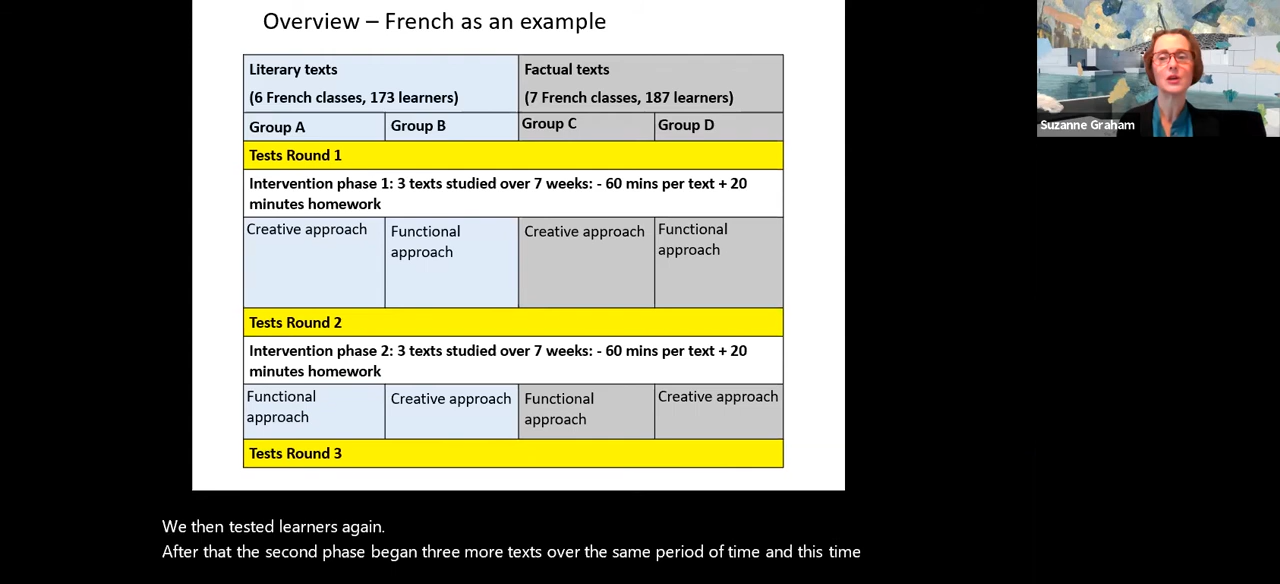 Overview – French as an example
Literary texts
(6 French classes, 173 learners)
Factual texts
(7 French classes, 187 learners)
Group A
Group B
Group C
Group D
Tests Round 1
Intervention phase 1: 3 texts studied over 7 weeks: - 60 mins per text + 20
minutes homework
Creative approach
Functional
approach
Creative approach
Functional
approach
Tests Round 2
Intervention phase 2: 3 texts studied over 7 weeks: - 60 mins per text + 20
minutes homework
Functional
approach
Creative approach
Functional
approach
Creative approach
Tests Round 3
Suzanne Graham
We then tested learners again.
After that the second phase began three more texts over the same period of time and this time